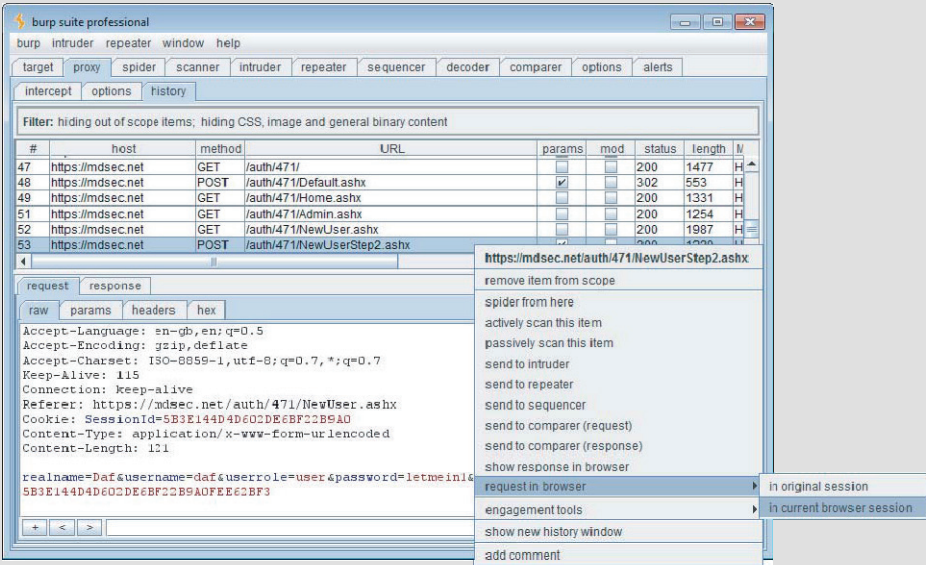 burp suite professional
burp intruder repeater window help
target proxy spider scanner intruder repeater sequencer decoder comparer options alerts
intercept options history
Filter: hiding out of scope items; hiding CSS, image and general binary content
# host method URL params mod status length M
47 https://mdsec.net GET /auth/471/ 200 1477 H
48 https://mdsec.net POST /auth/471/Default.ashx 302 553 H
49 https://mdsec.net GET /auth/471/Home.ashx 200 1331 H
51 https://mdsec.net GET /auth/471/Admin.ashx 200 1254 H
52 https://mdsec.net GET /auth/471/NewUser.ashx 200 1987 H
53 https://mdsec.net POST /auth/471/NewUserStep2.ashx
request response
raw params headers hex
Accept-Language: en-gb,en;q=0.5
Accept-Encoding: gzip,deflate
Accept-Charset: ISO-8859-1,utf-8;q=0.7,*;q=0.7
Keep-Alive: 115
Connection: keep-alive
Referer: https://mdsec.net/auth/471/NewUser.ashx
Cookie: SessionId=5B3E144D4D602DE6BF22B9A0
Content-Type: application/x-www-form-urlencoded
Content-Length: 121
realname=Daf&username=daf&userrole=user&password=letmein1&
5B3E144D4D602DE6BF22B9A0FEE62BF3
+ < >
https://mdsec.net/auth/471/NewUserStep2.ashx
remove item from scope
spider from here
actively scan this item
passively scan this item
send to intruder
send to repeater
send to sequencer
send to comparer (request)
send to comparer (response)
show response in browser
request in browser
engagement tools
show new history window
add comment
in original session
in current browser session